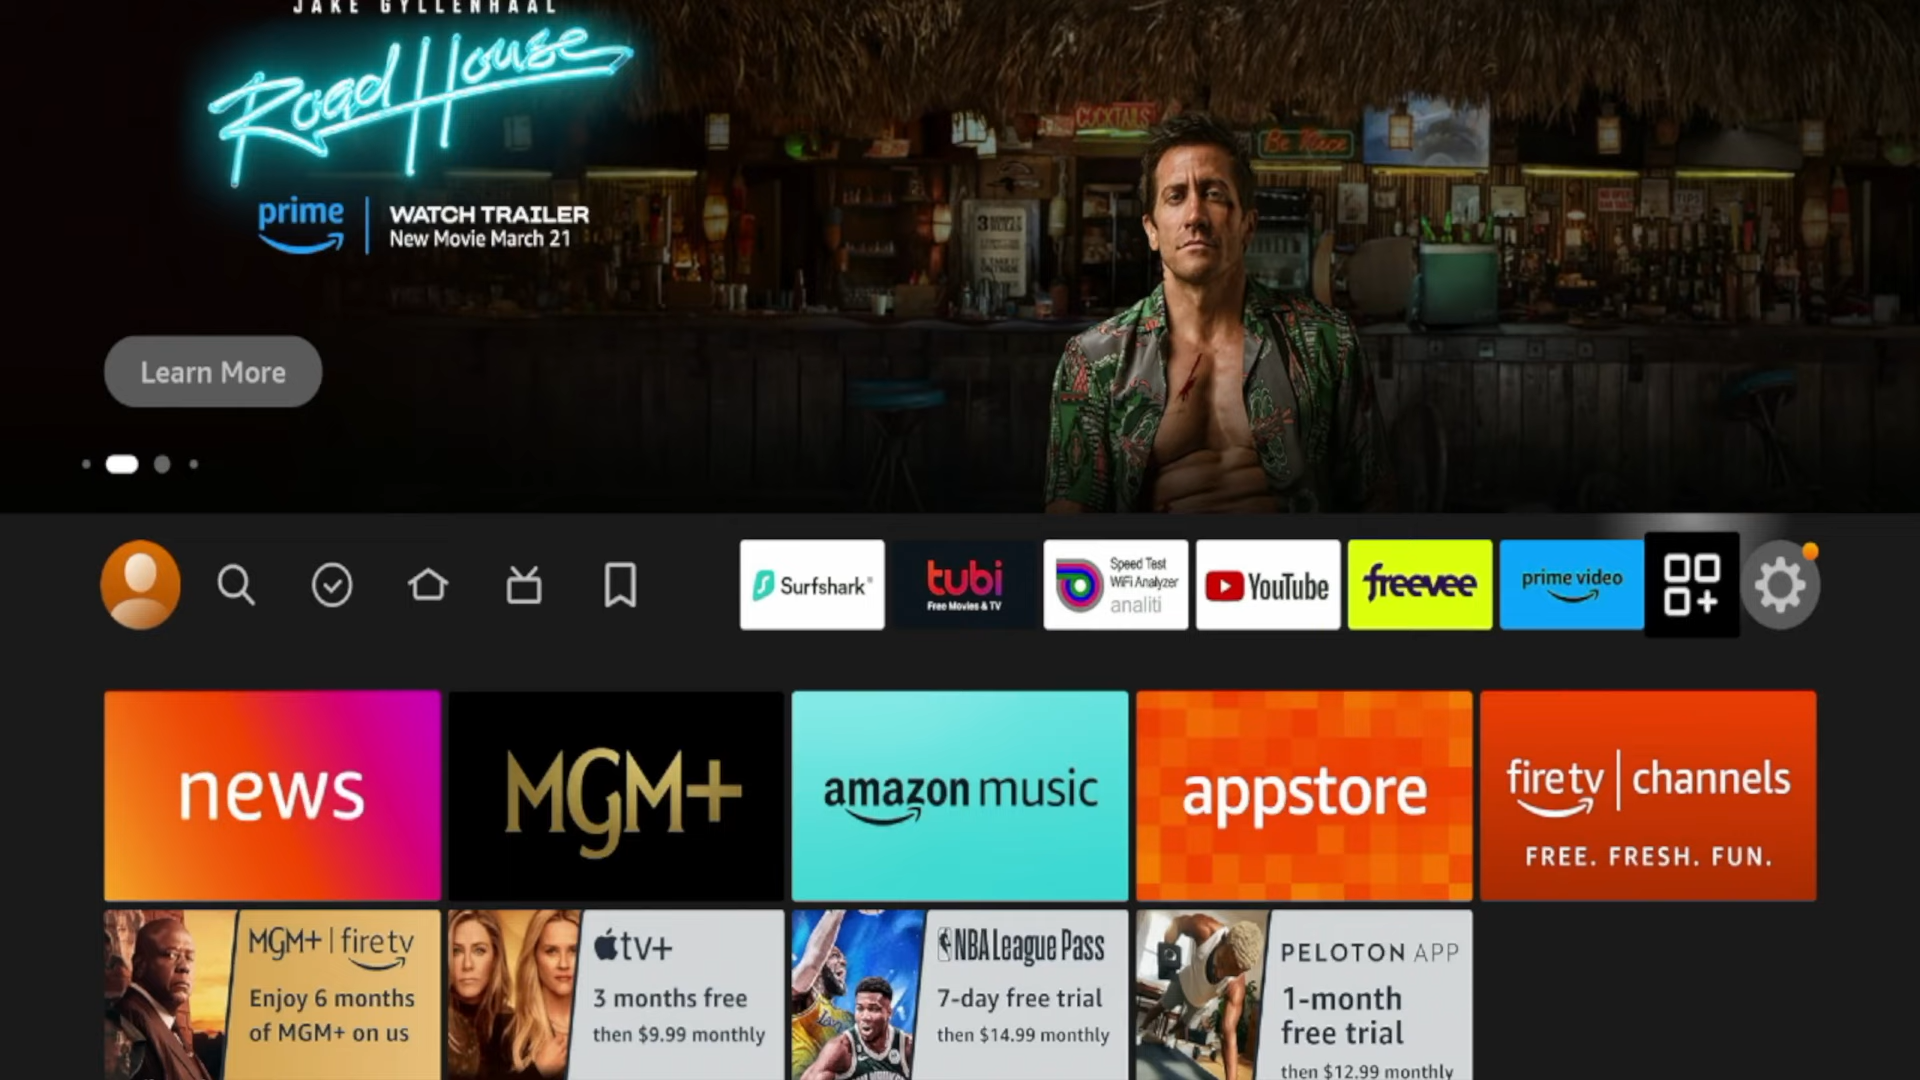 JAKE GYLLENHAAL
Road House
prime
WATCH TRAILER
New Movie March 21
COCKTAILS
Be Nice
Learn More
Surfshark®
tubi
Free Movies & TV
Speed Test
WiFi Analyzer
analiti
YouTube
freevee
prime video
news
MGM+
amazon music
appstore
fire tv | channels
FREE. FRESH. FUN.
MGM+ | fire tv
Enjoy 6 months
of MGM+ on us
tv+
3 months free
then $9.99 monthly
NBA League Pass
7-day free trial
then $14.99 monthly
PELOTON APP
1-month
free trial
then $12.99 monthly